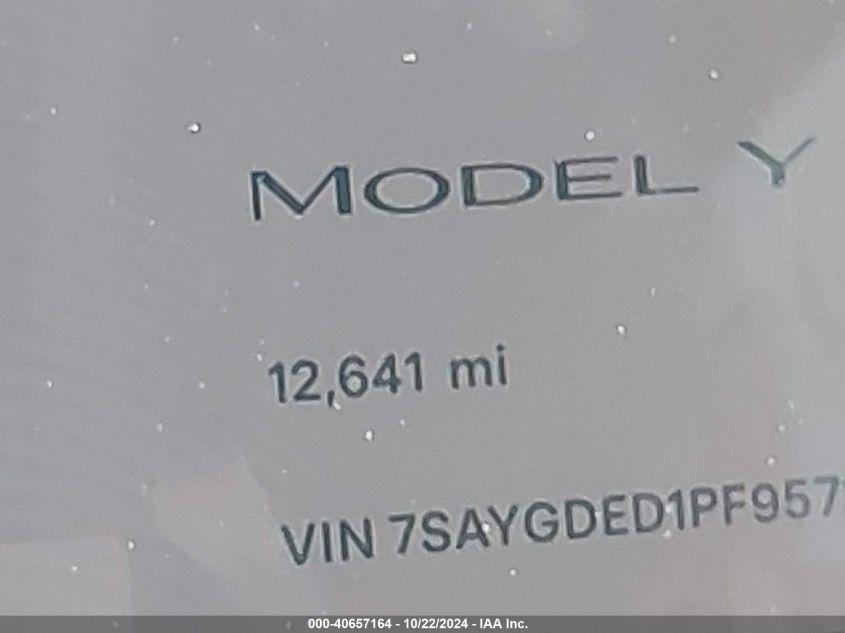 MODEL Y
12,641 mi
VIN 7SAYGDED1PF957
000-40657164 - 10/22/2024 - IAA Inc.